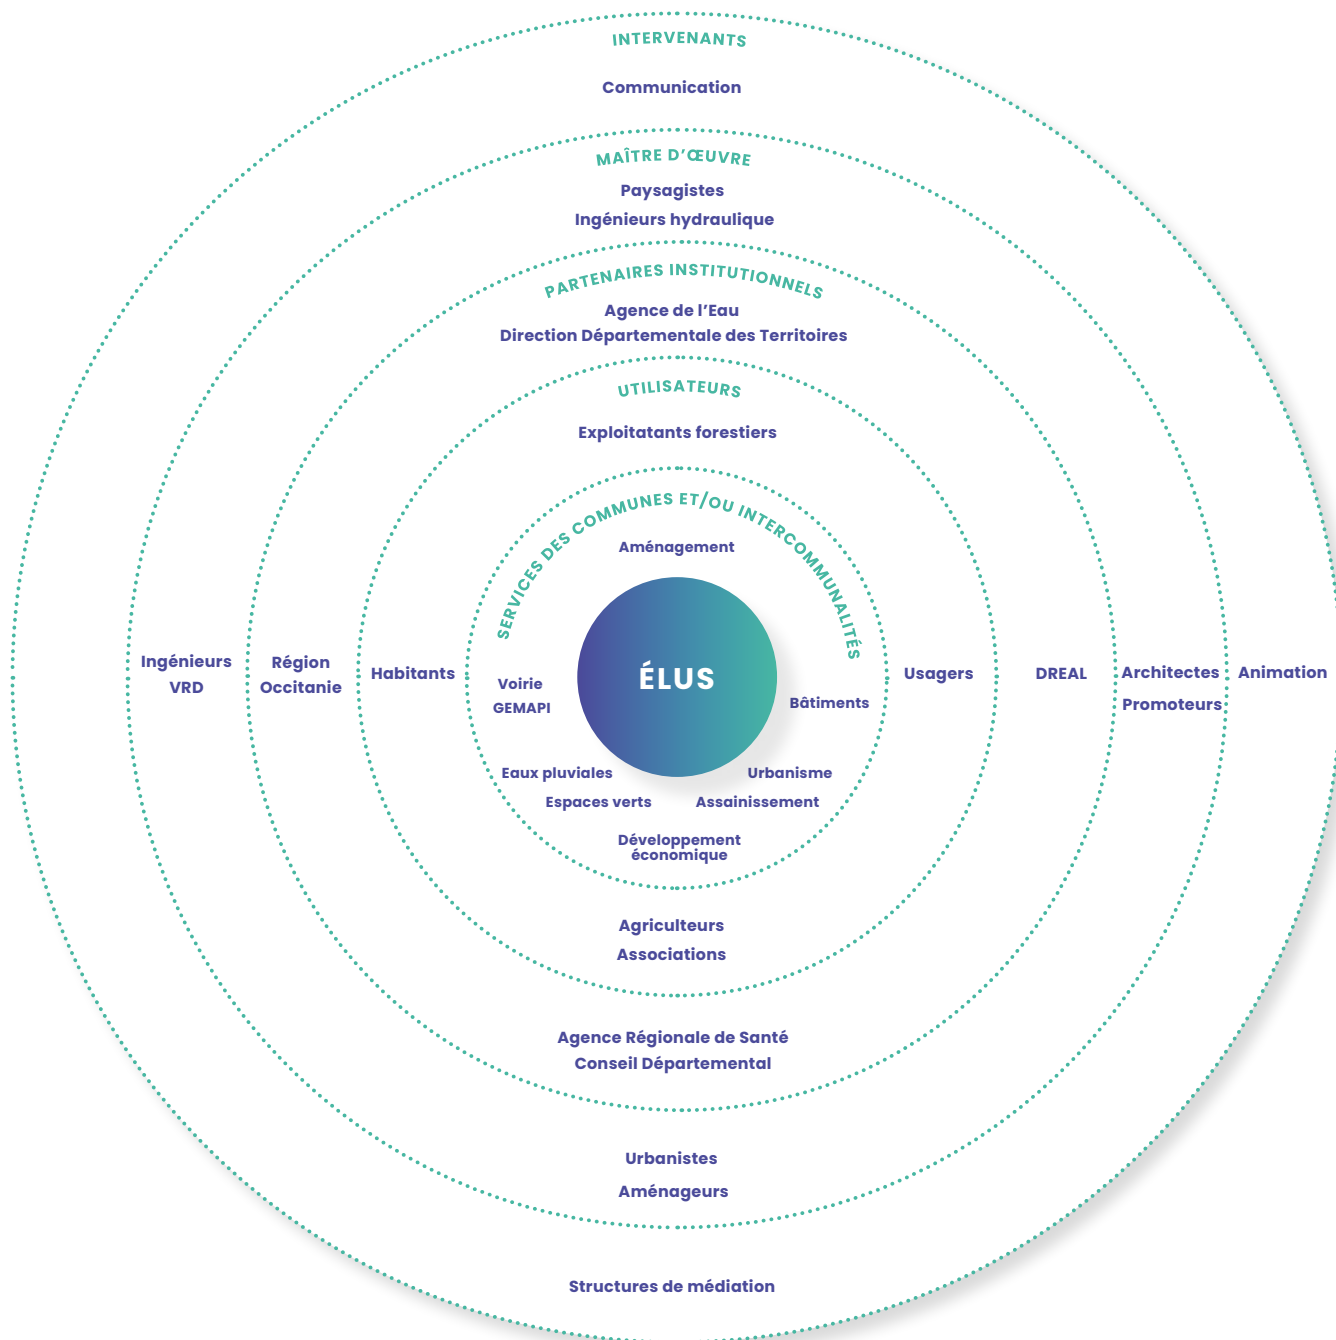 INTERVENANTS
Communication
MAÎTRE D’ŒUVRE
Paysagistes
Ingénieurs hydraulique
PARTENAIRES INSTITUTIONNELS
Agence de l’Eau
Direction Départementale des Territoires
UTILISATEURS
Exploitatants forestiers
SERVICES DES COMMUNES ET/OU INTERCOMMUNALITÉS
Aménagement
Ingénieurs
VRD
Région
Occitanie
Habitants
Voirie
GEMAPI
ÉLUS
Bâtiments
Usagers
DREAL
Architectes
Promoteurs
Animation
Eaux pluviales
Urbanisme
Espaces verts
Assainissement
Développement
économique
Agriculteurs
Associations
Agence Régionale de Santé
Conseil Départemental
Urbanistes
Aménageurs
Structures de médiation